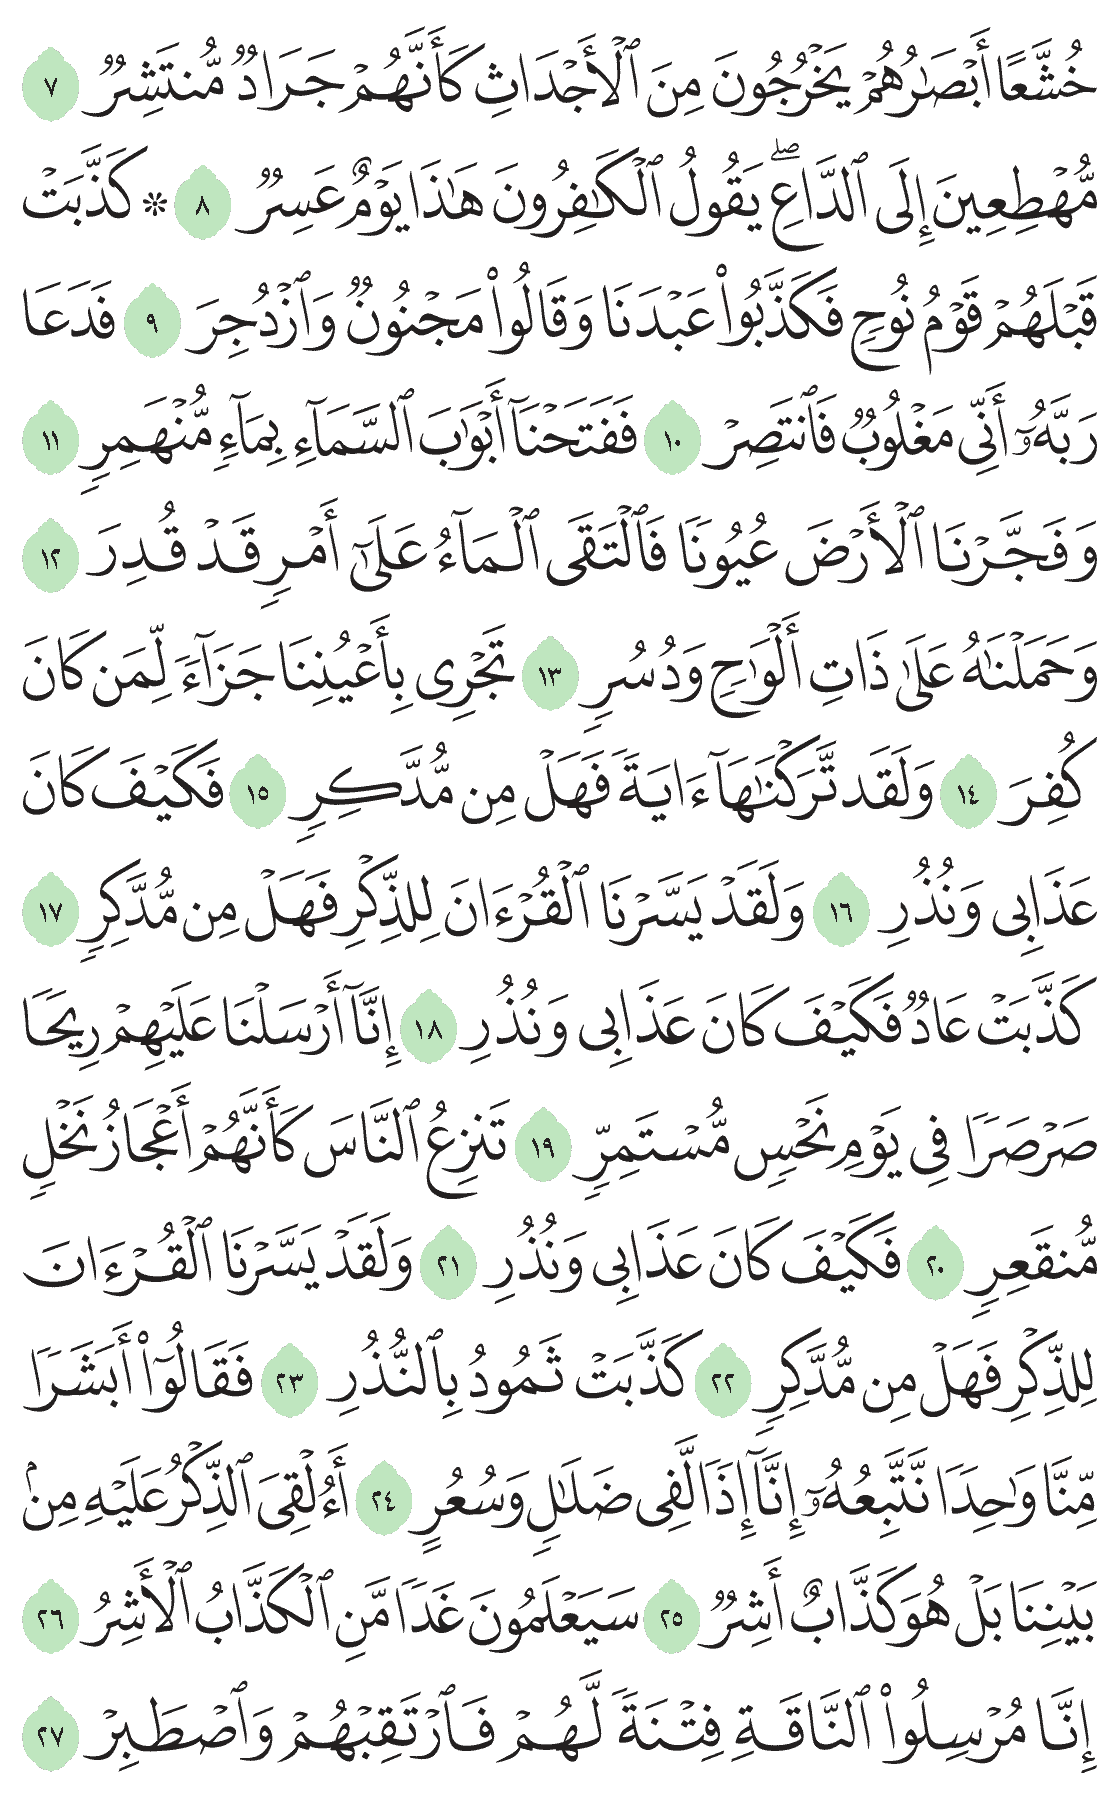 خُشَّعًا أَبْصَٰرُهُمْ يَخْرُجُونَ مِنَ ٱلْأَجْدَاثِ كَأَنَّهُمْ جَرَادٌ مُّنتَشِرٌ ٧
مُّهْطِعِينَ إِلَى ٱلدَّاعِ ۖ يَقُولُ ٱلْكَٰفِرُونَ هَٰذَا يَوْمٌ عَسِرٌ ٨ ۞ كَذَّبَتْ
قَبْلَهُمْ قَوْمُ نُوحٍ فَكَذَّبُوا۟ عَبْدَنَا وَقَالُوا۟ مَجْنُونٌ وَٱزْدُجِرَ ٩ فَدَعَا
رَبَّهُۥٓ أَنِّى مَغْلُوبٌ فَٱنتَصِرْ ١٠ فَفَتَحْنَآ أَبْوَٰبَ ٱلسَّمَآءِ بِمَآءٍ مُّنْهَمِرٍ ١١
وَفَجَّرْنَا ٱلْأَرْضَ عُيُونًا فَٱلْتَقَى ٱلْمَآءُ عَلَىٰٓ أَمْرٍ قَدْ قُدِرَ ١٢
وَحَمَلْنَٰهُ عَلَىٰ ذَاتِ أَلْوَٰحٍ وَدُسُرٍ ١٣ تَجْرِى بِأَعْيُنِنَا جَزَآءً لِّمَن كَانَ
كُفِرَ ١٤ وَلَقَد تَّرَكْنَٰهَآ ءَايَةً فَهَلْ مِن مُّدَّكِرٍ ١٥ فَكَيْفَ كَانَ
عَذَابِى وَنُذُرِ ١٦ وَلَقَدْ يَسَّرْنَا ٱلْقُرْءَانَ لِلذِّكْرِ فَهَلْ مِن مُّدَّكِرٍ ١٧
كَذَّبَتْ عَادٌ فَكَيْفَ كَانَ عَذَابِى وَنُذُرِ ١٨ إِنَّآ أَرْسَلْنَا عَلَيْهِمْ رِيحًا
صَرْصَرًا فِى يَوْمِ نَحْسٍ مُّسْتَمِرٍّ ١٩ تَنزِعُ ٱلنَّاسَ كَأَنَّهُمْ أَعْجَازُ نَخْلٍ
مُّنقَعِرٍ ٢٠ فَكَيْفَ كَانَ عَذَابِى وَنُذُرِ ٢١ وَلَقَدْ يَسَّرْنَا ٱلْقُرْءَانَ
لِلذِّكْرِ فَهَلْ مِن مُّدَّكِرٍ ٢٢ كَذَّبَتْ ثَمُودُ بِٱلنُّذُرِ ٢٣ فَقَالُوٓا۟ أَبَشَرًا
مِّنَّا وَٰحِدًا نَّتَّبِعُهُۥٓ إِنَّآ إِذًا لَّفِى ضَلَٰلٍ وَسُعُرٍ ٢٤ أَءُلْقِىَ ٱلذِّكْرُ عَلَيْهِ مِنۢ
بَيْنِنَا بَلْ هُوَ كَذَّابٌ أَشِرٌ ٢٥ سَيَعْلَمُونَ غَدًا مَّنِ ٱلْكَذَّابُ ٱلْأَشِرُ ٢٦
إِنَّا مُرْسِلُوا۟ ٱلنَّاقَةِ فِتْنَةً لَّهُمْ فَٱرْتَقِبْهُمْ وَٱصْطَبِرْ ٢٧